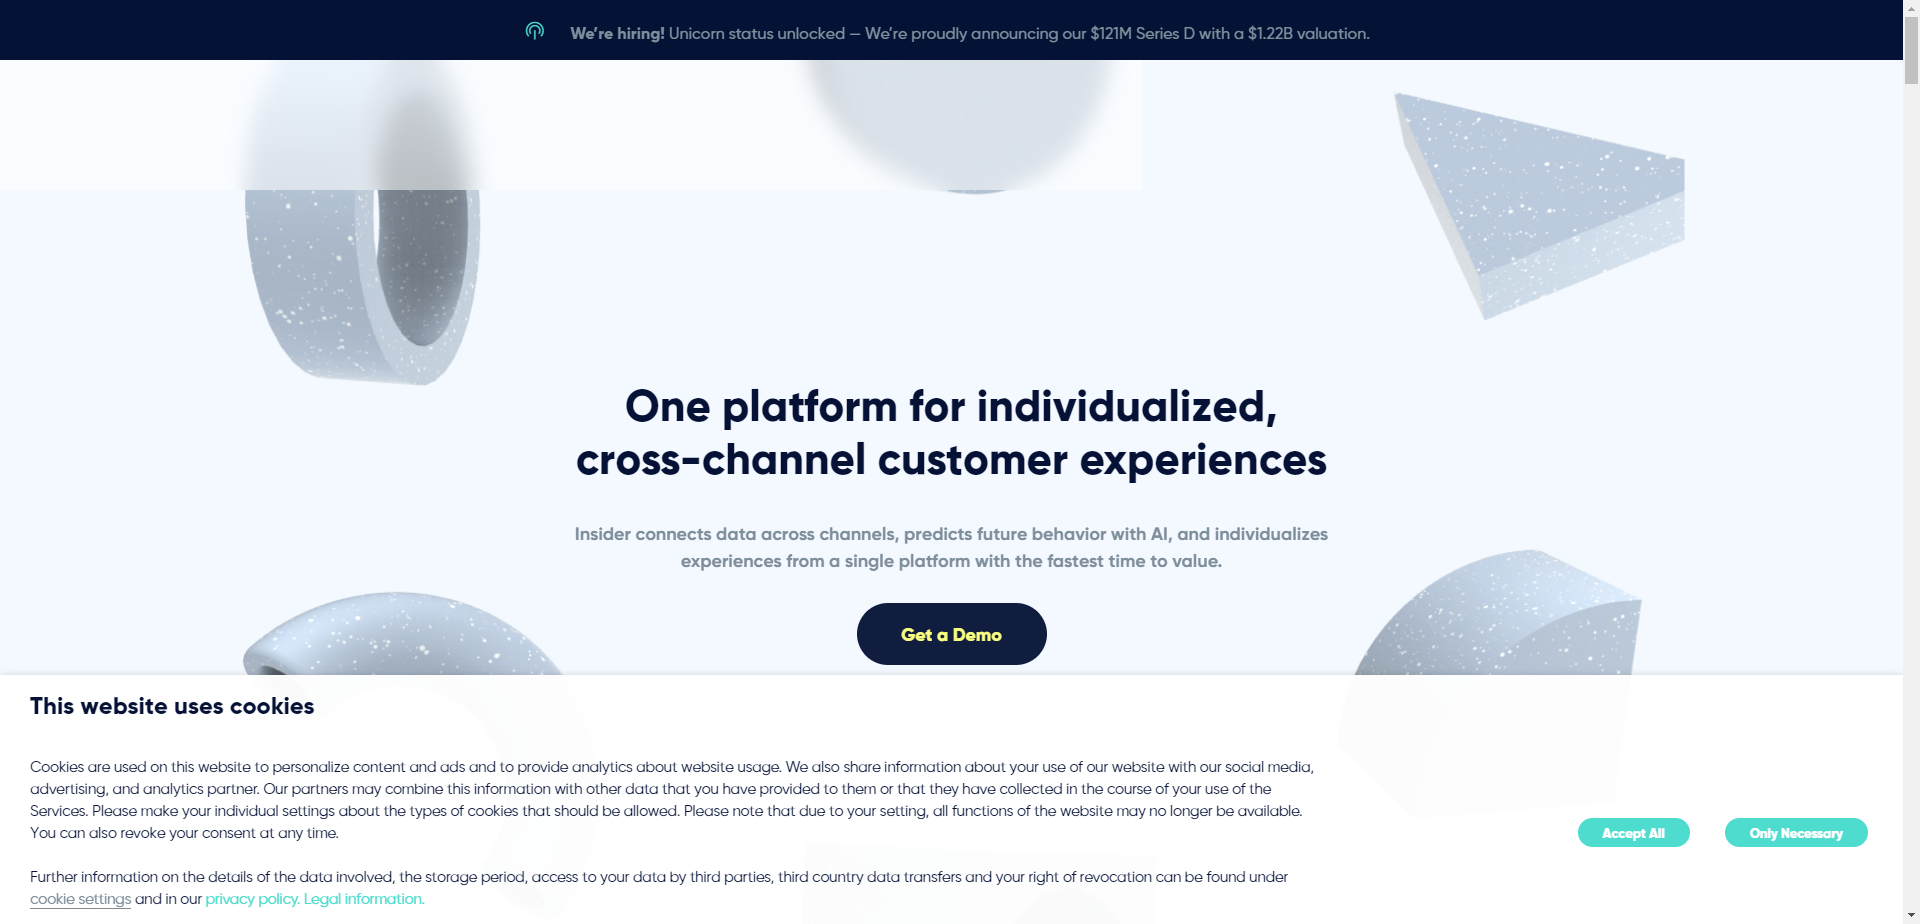 We're hiring! Unicorn status unlocked — We're proudly announcing our $121M Series D with a $1.22B valuation.
One platform for individualized,
cross-channel customer experiences
Insider connects data across channels, predicts future behavior with AI, and individualizes
experiences from a single platform with the fastest time to value.
Get a Demo
This website uses cookies
Cookies are used on this website to personalize content and ads and to provide analytics about website usage. We also share information about your use of our website with our social media,
advertising, and analytics partner. Our partners may combine this information with other data that you have provided to them or that they have collected in the course of your use of the
Services. Please make your individual settings about the types of cookies that should be allowed. Please note that due to your setting, all functions of the website may no longer be available.
You can also revoke your consent at any time.
Accept All
Only Necessary
Further information on the details of the data involved, the storage period, access to your data by third parties, third country data transfers and your right of revocation can be found under
cookie settings and in our privacy policy. Legal information.